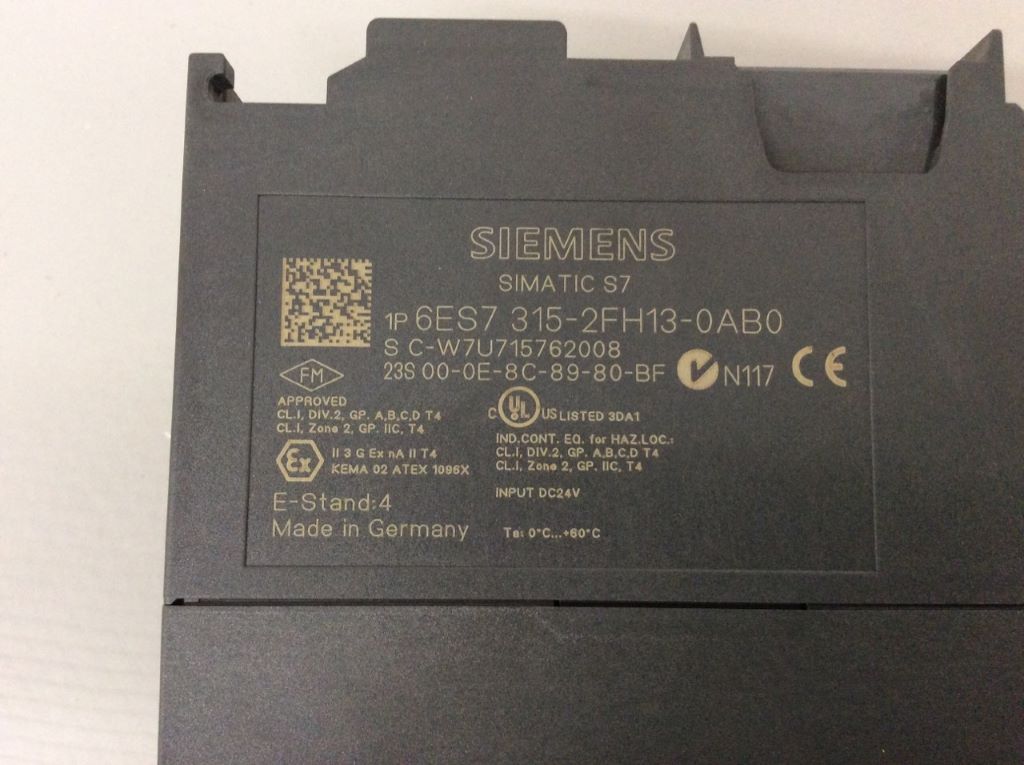 SIEMENS
SIMATIC S7
1P 6ES7 315-2FH13-0AB0
S C-W7U715762008
23S 00-0E-8C-89-80-BF N117 CE
FM
APPROVED
CL.I, DIV.2, GP. A,B,C,D T4
CL.I, Zone 2, GP. IIC, T4
Ex II 3 G Ex nA II T4
KEMA 02 ATEX 1096X
C UL US LISTED 3DA1
IND.CONT. EQ. for HAZ.LOC.:
CL.I, DIV.2, GP. A,B,C,D T4
CL.I, Zone 2, GP. IIC, T4
INPUT DC24V
E-Stand:4
Made in Germany
Ta: 0°C...+60°C